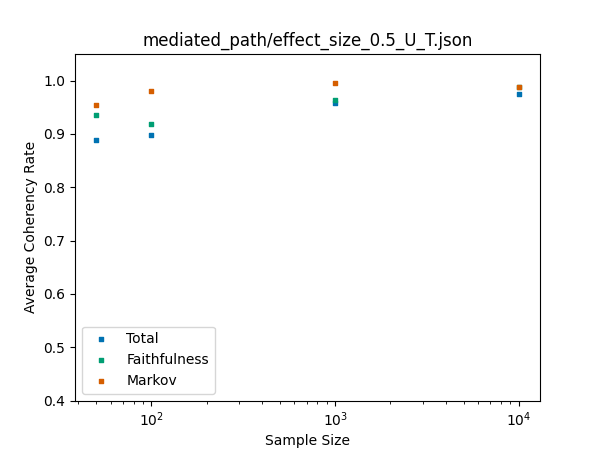 mediated_path/effect_size_0.5_U_T.json
Average Coherency Rate
1.0
0.9
0.8
0.7
0.6
0.5
0.4
Total
Faithfulness
Markov
10² 10³ 10⁴
Sample Size